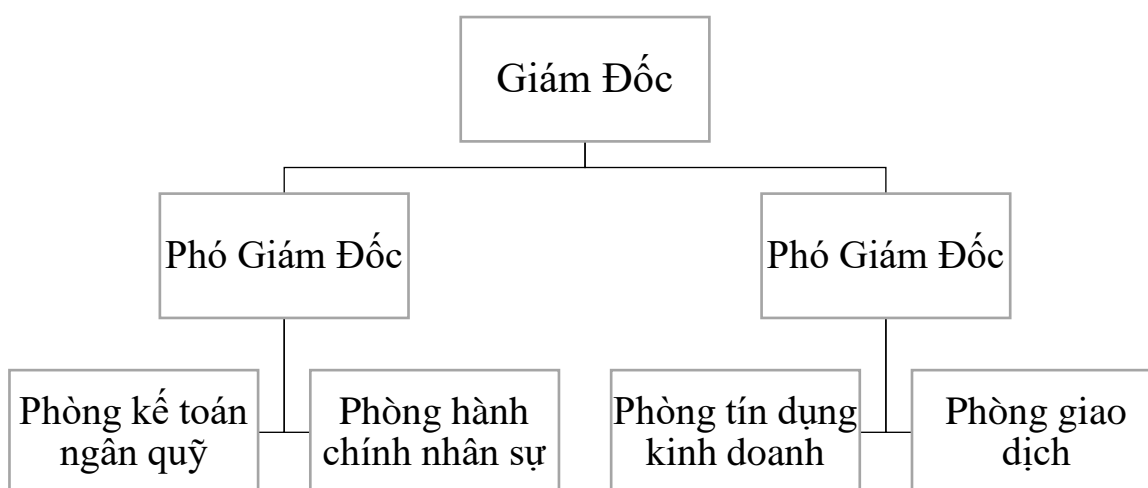 Giám Đốc
Phó Giám Đốc
Phó Giám Đốc
Phòng kế toán
ngân quỹ
Phòng hành
chính nhân sự
Phòng tín dụng
kinh doanh
Phòng giao
dịch